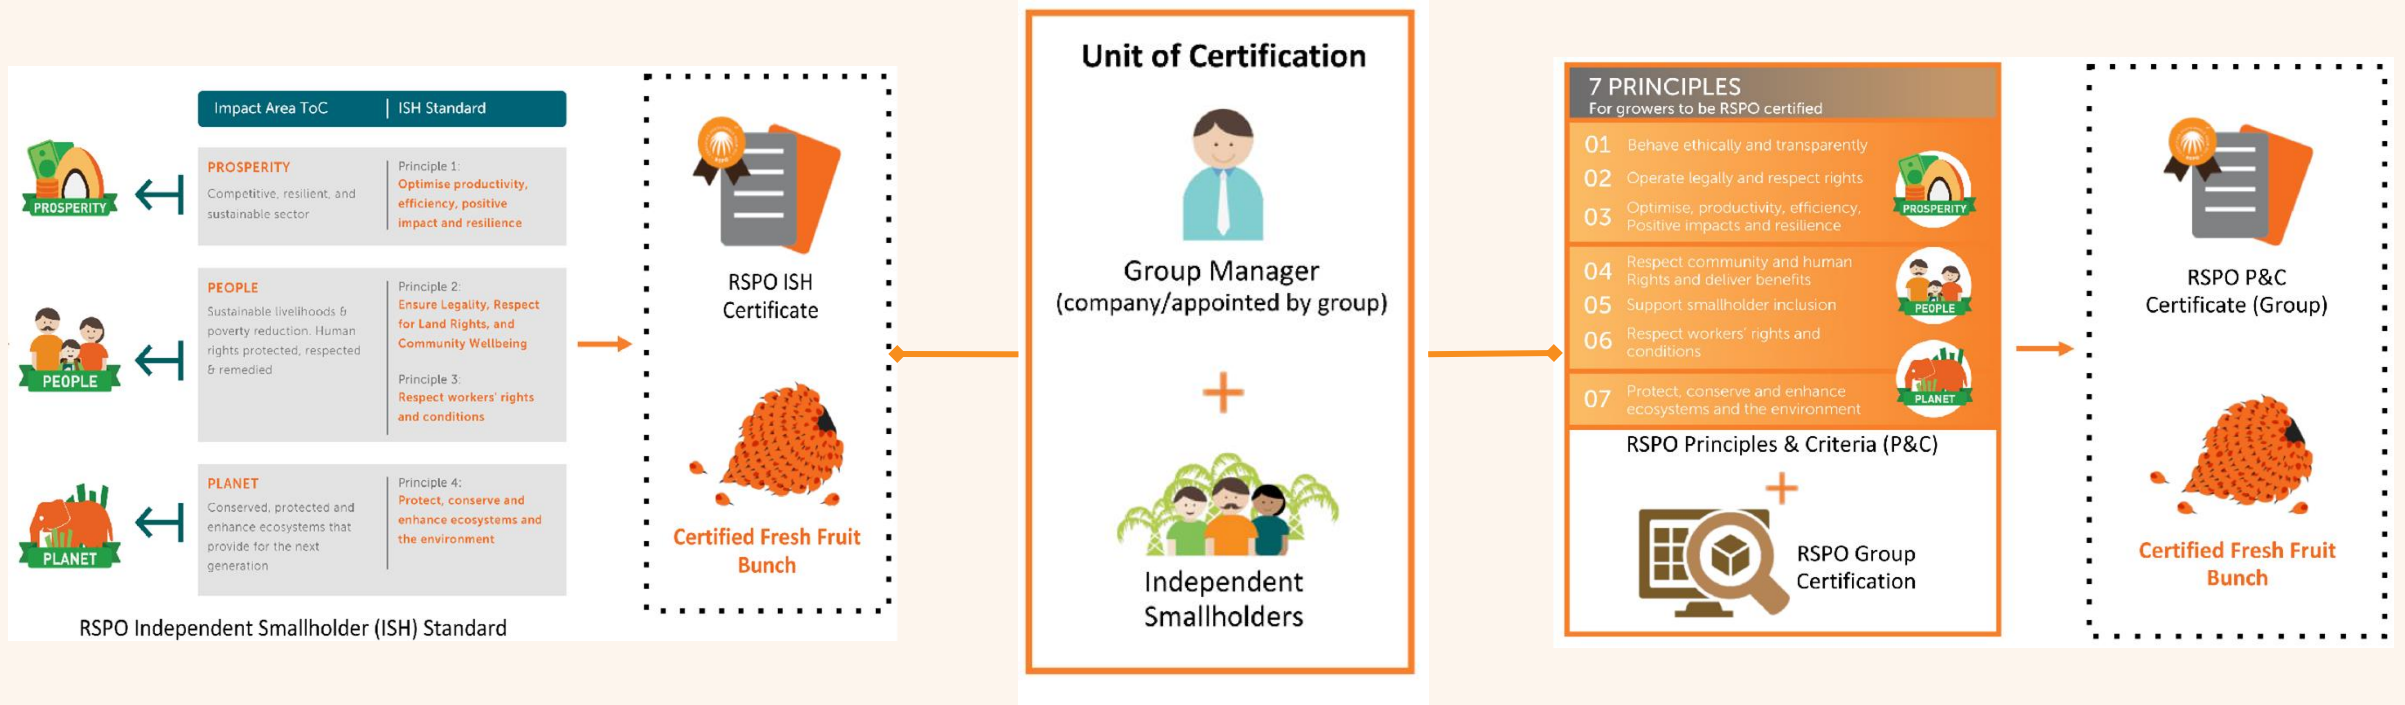 Impact Area ToC
ISH Standard
PROSPERITY
PROSPERITY
Competitive, resilient, and
sustainable sector
Principle 1:
Optimise productivity,
efficiency, positive
impact and resilience
PEOPLE
PEOPLE
Sustainable livelihoods &
poverty reduction. Human
rights protected, respected
& remedied
Principle 2:
Ensure Legality, Respect
for Land Rights, and
Community Wellbeing
Principle 3:
Respect workers' rights
and conditions
PLANET
PLANET
Conserved, protected and
enhance ecosystems that
provide for the next
generation
Principle 4:
Protect, conserve and
enhance ecosystems and
the environment
RSPO Independent Smallholder (ISH) Standard
RSPO ISH
Certificate
Certified Fresh Fruit
Bunch
Unit of Certification
Group Manager
(company/appointed by group)
Independent
Smallholders
7 PRINCIPLES
For growers to be RSPO certified
01 Behave ethically and transparently
02 Operate legally and respect rights
03 Optimise, productivity, efficiency,
Positive impacts and resilience
PROSPERITY
04 Respect community and human
Rights and deliver benefits
05 Support smallholder inclusion
06 Respect workers' rights and
conditions
PEOPLE
07 Protect, conserve and enhance
ecosystems and the environment
PLANET
RSPO Principles & Criteria (P&C)
RSPO Group
Certification
RSPO P&C
Certificate (Group)
Certified Fresh Fruit
Bunch